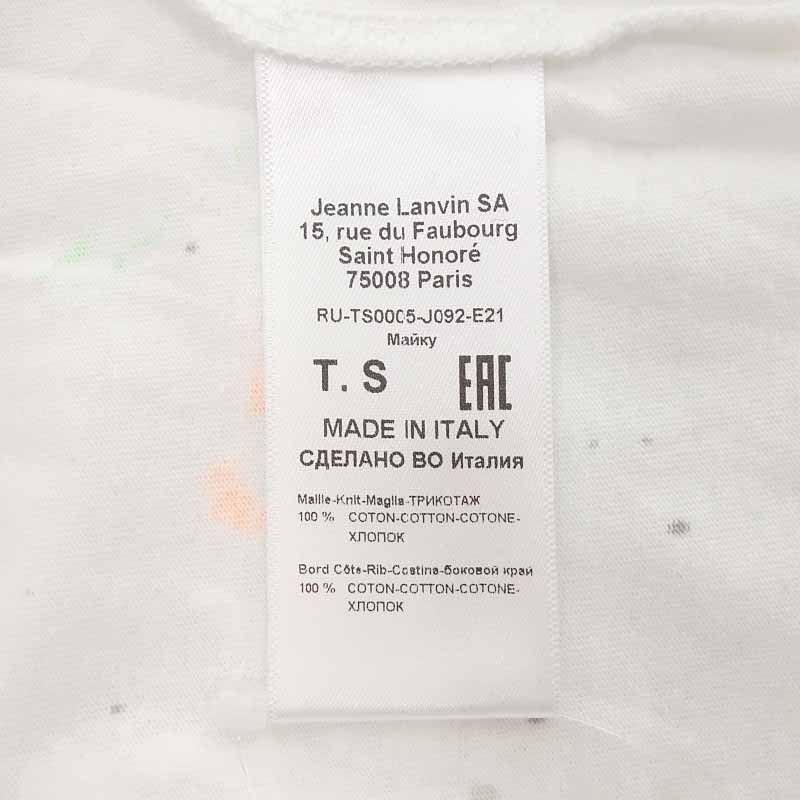 Jeanne Lanvin SA
15, rue du Faubourg
Saint Honoré
75008 Paris
RU-TS0005-J092-E21
Майку
T. S EAC
MADE IN ITALY
СДЕЛАНО ВО Италия
Maille-Knit-Maglia-ТРИКОТАЖ
100 % COTON-COTTON-COTONE-
ХЛОПОК
Bord Côte-Rib-Costina-боковой край
100 % COTON-COTTON-COTONE-
ХЛОПОК